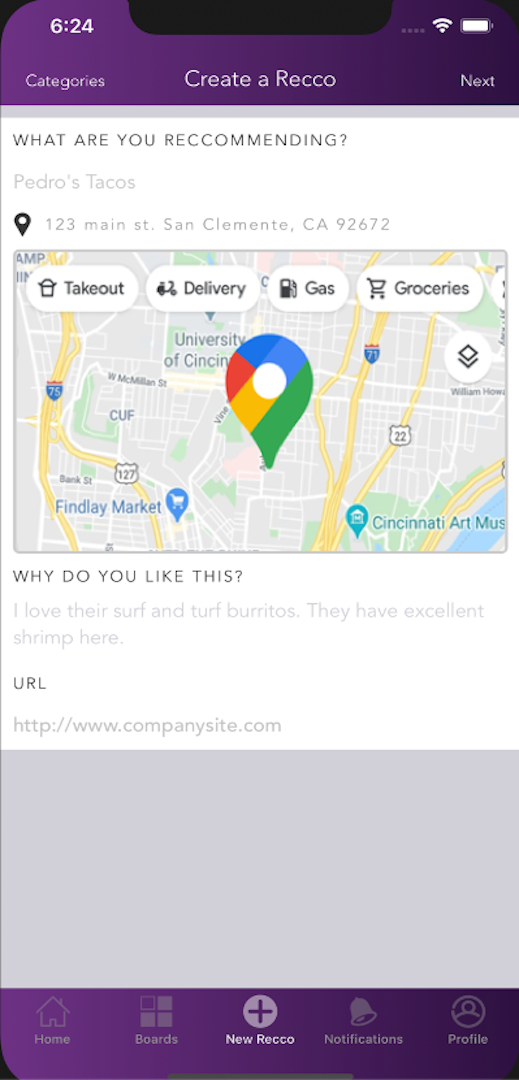 6:24
Categories
Create a Recco
Next
WHAT ARE YOU RECCOMMENDING?
Pedro's Tacos
123 main st. San Clemente, CA 92672
Takeout
Delivery
Gas
Groceries
University
of Cincin
71
75
W McMillan St
William Howa
CUF
Vine
22
127
Bank St
Findlay Market
Cincinnati Art Mus
WHY DO YOU LIKE THIS?
I love their surf and turf burritos. They have excellent
shrimp here.
URL
http://www.companysite.com
Home
Boards
New Recco
Notifications
Profile